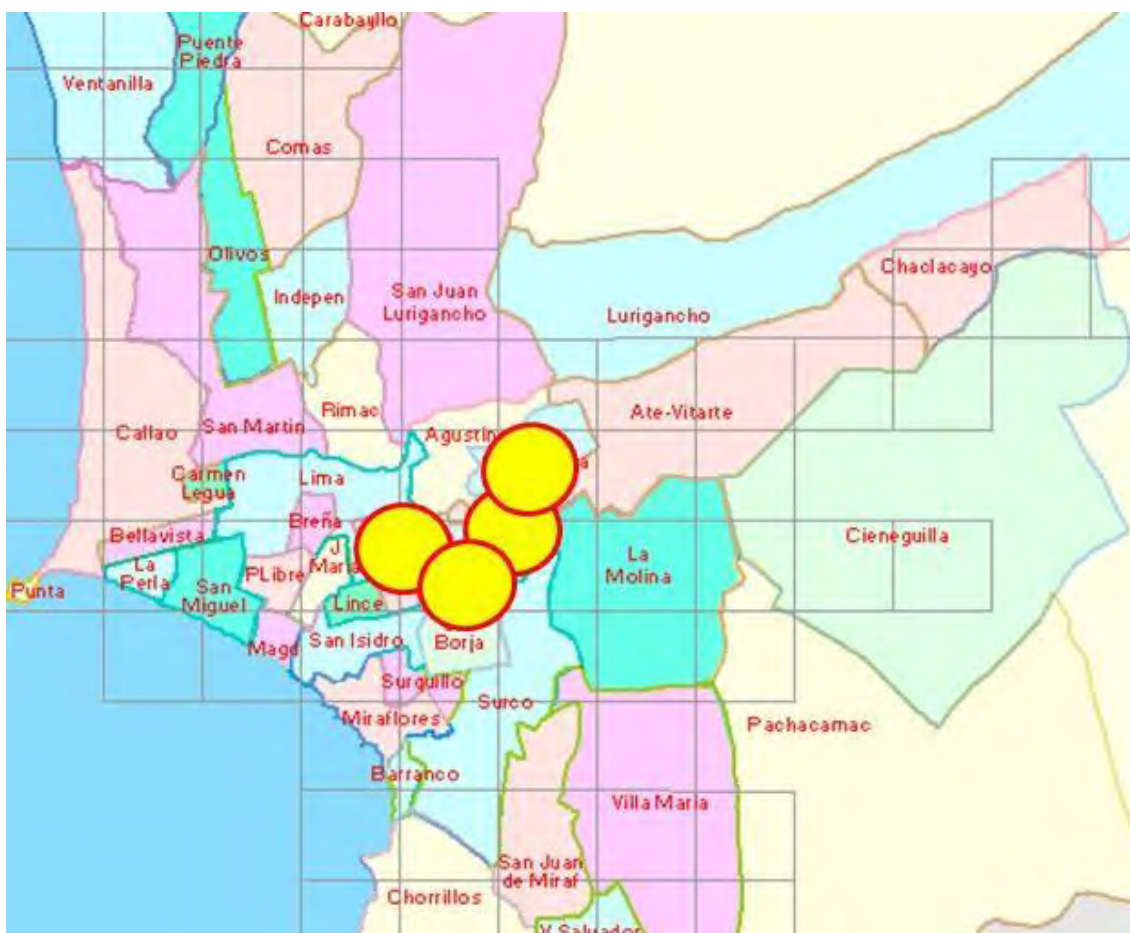 Carabayllo
Puente
Piedra
Ventanilla
Comas
Olivos
Chaclacayo
Indepen
San Juan
Lurigancho
Lurigancho
Rimac
Ate-Vitarte
Callao
San Martin
Agustin
Carmen
Legua
Lima
Breña
Bellavista
Cieneguilla
La
Perla
J
Maria
PLibre
La
Molina
Punta
San
Miguel
Lince
San Isidro
Borja
Magd
Surquillo
Surco
Miraflores
Pachacamac
Barranco
Villa Maria
San Juan
de Miraf
Chorrillos
V Salvador